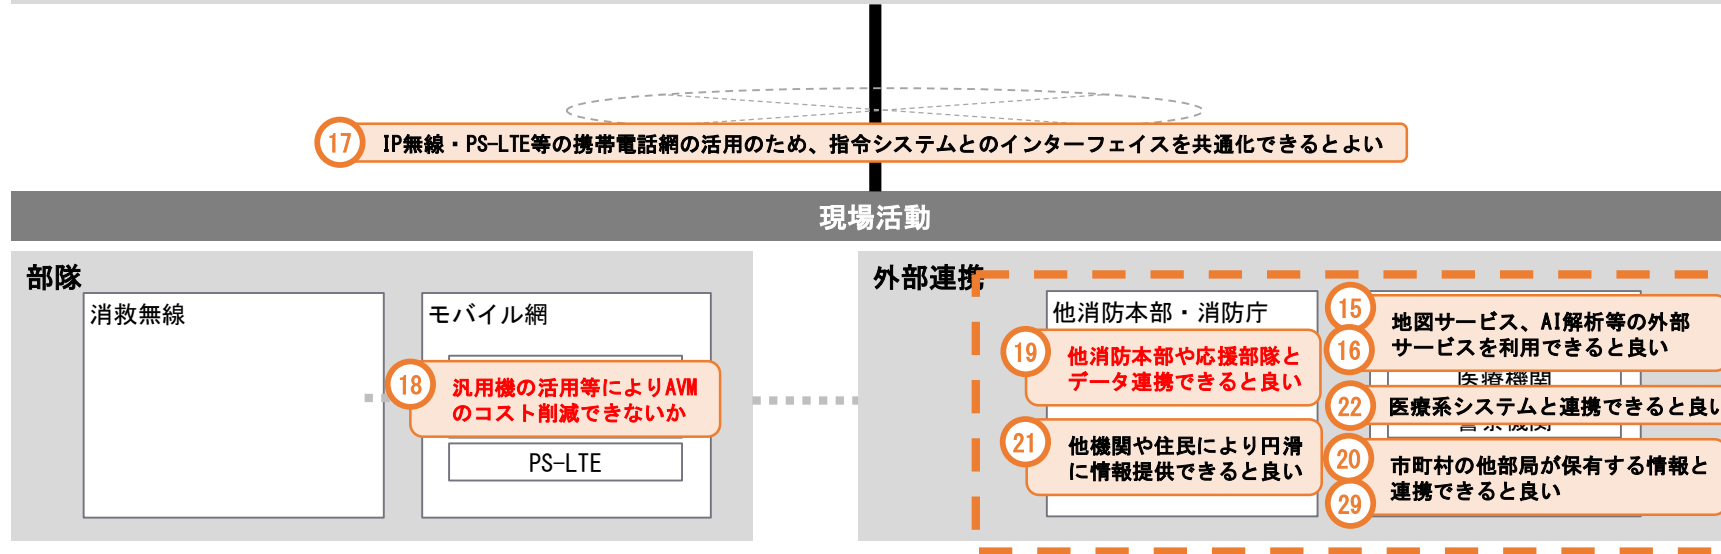 17 IP無線・PS-LTE等の携帯電話網の活用のため、指令システムとのインターフェイスを共通化できるとよい
現場活動
部隊
消救無線
モバイル網
18 汎用機の活用等によりAVM
のコスト削減できないか
PS-LTE
外部連携
他消防本部・消防庁
19 他消防本部や応援部隊と
データ連携できると良い
21 他機関や住民により円滑
に情報提供できると良い
15
16
地図サービス、AI解析等の外部
サービスを利用できると良い
医療機関
22 医療系システムと連携できると良い
警察機関
20
29
市町村の他部局が保有する情報と
連携できると良い